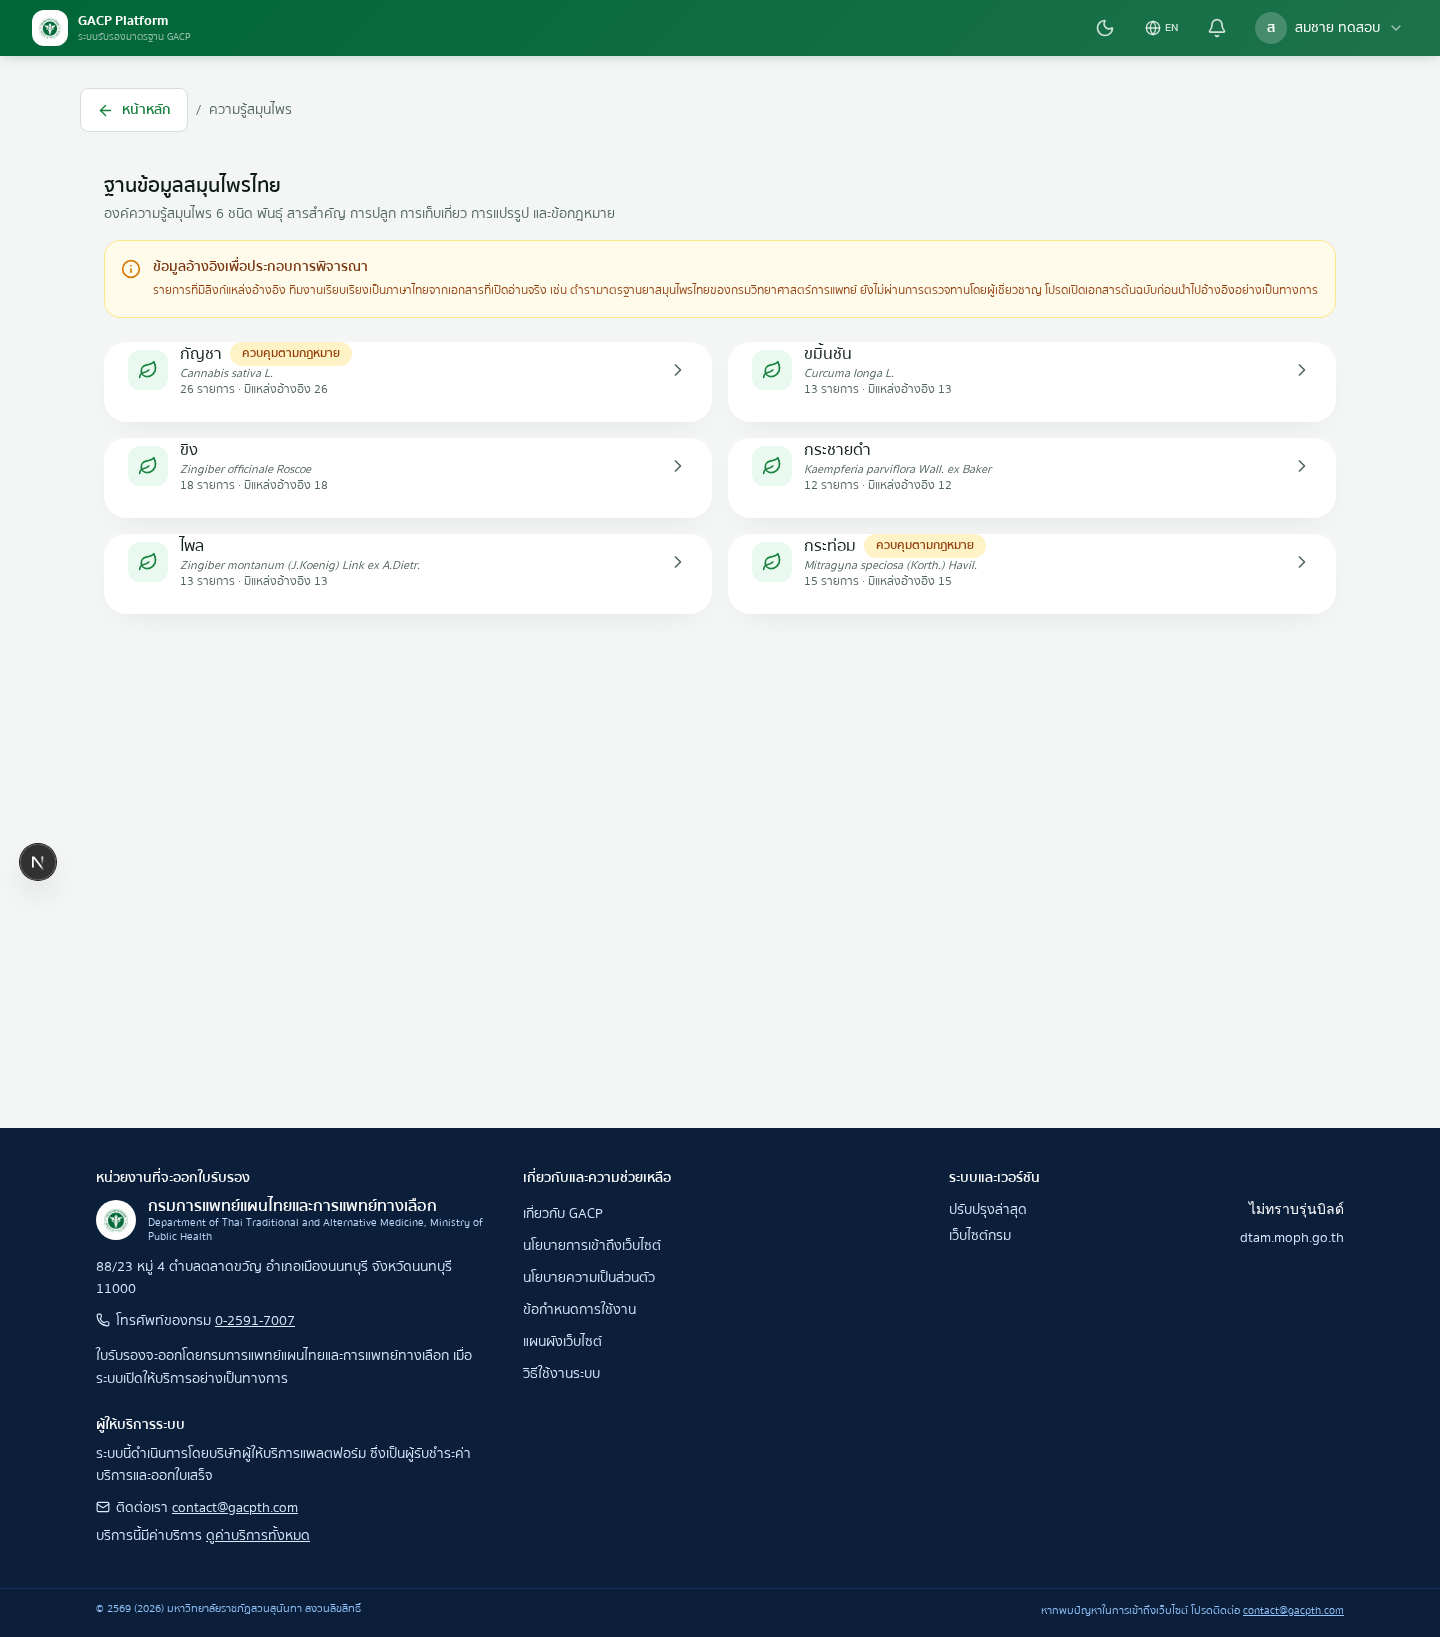 GACP Platform
ระบบรับรองมาตรฐาน GACP
EN
ส
สมชาย ทดสอบ
หน้าหลัก
/ ความรู้สมุนไพร
ฐานข้อมูลสมุนไพรไทย
องค์ความรู้สมุนไพร 6 ชนิด พันธุ์ สารสำคัญ การปลูก การเก็บเกี่ยว การแปรรูป และข้อกฎหมาย
ข้อมูลอ้างอิงเพื่อประกอบการพิจารณา
รายการที่มีลิงก์แหล่งอ้างอิง ทีมงานเรียบเรียงเป็นภาษาไทยจากเอกสารที่เปิดอ่านจริง เช่น ตำรามาตรฐานยาสมุนไพรไทยของกรมวิทยาศาสตร์การแพทย์ ยังไม่ผ่านการตรวจทานโดยผู้เชี่ยวชาญ โปรดเปิดเอกสารต้นฉบับก่อนนำไปอ้างอิงอย่างเป็นทางการ
กัญชา
ควบคุมตามกฎหมาย
Cannabis sativa L.
26 รายการ · มีแหล่งอ้างอิง 26
ขมิ้นชัน
Curcuma longa L.
13 รายการ · มีแหล่งอ้างอิง 13
ขิง
Zingiber officinale Roscoe
18 รายการ · มีแหล่งอ้างอิง 18
กระชายดำ
Kaempferia parviflora Wall. ex Baker
12 รายการ · มีแหล่งอ้างอิง 12
ไพล
Zingiber montanum (J.Koenig) Link ex A.Dietr.
13 รายการ · มีแหล่งอ้างอิง 13
กระท่อม
ควบคุมตามกฎหมาย
Mitragyna speciosa (Korth.) Havil.
15 รายการ · มีแหล่งอ้างอิง 15
N
หน่วยงานที่จะออกใบรับรอง
กรมการแพทย์แผนไทยและการแพทย์ทางเลือก
Department of Thai Traditional and Alternative Medicine, Ministry of
Public Health
88/23 หมู่ 4 ตำบลตลาดขวัญ อำเภอเมืองนนทบุรี จังหวัดนนทบุรี
11000
โทรศัพท์ของกรม 0-2591-7007
ใบรับรองจะออกโดยกรมการแพทย์แผนไทยและการแพทย์ทางเลือก เมื่อ
ระบบเปิดให้บริการอย่างเป็นทางการ
ผู้ให้บริการระบบ
ระบบนี้ดำเนินการโดยบริษัทผู้ให้บริการแพลตฟอร์ม ซึ่งเป็นผู้รับชำระค่า
บริการและออกใบเสร็จ
ติดต่อเรา contact@gacpth.com
บริการนี้มีค่าบริการ ดูค่าบริการทั้งหมด
เกี่ยวกับและความช่วยเหลือ
เกี่ยวกับ GACP
นโยบายการเข้าถึงเว็บไซต์
นโยบายความเป็นส่วนตัว
ข้อกำหนดการใช้งาน
แผนผังเว็บไซต์
วิธีใช้งานระบบ
ระบบและเวอร์ชัน
ปรับปรุงล่าสุด
ไม่ทราบรุ่นบิลด์
เว็บไซต์กรม
dtam.moph.go.th
© 2569 (2026) มหาวิทยาลัยราชภัฏสวนสุนันทา สงวนลิขสิทธิ์
หากพบปัญหาในการเข้าถึงเว็บไซต์ โปรดติดต่อ contact@gacpth.com